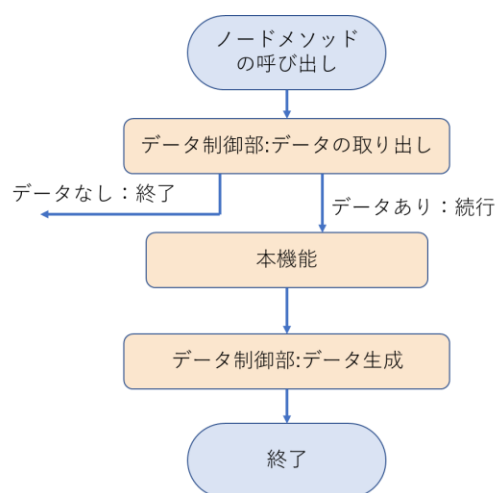 ノードメソッド
の呼び出し
データ制御部:データの取り出し
データなし：終了
データあり：続行
本機能
データ制御部:データ生成
終了